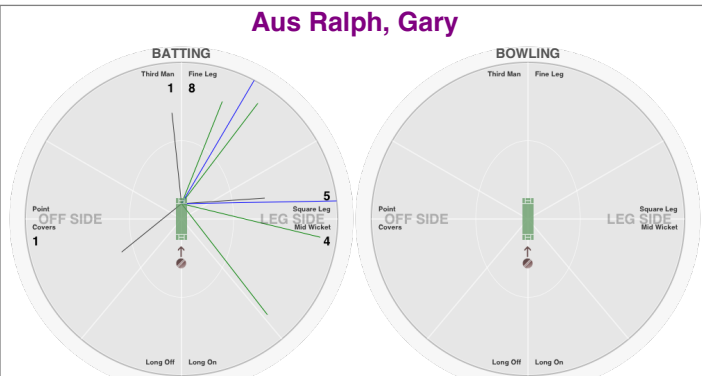 Aus Ralph, Gary
BATTING
Third Man Fine Leg
1 8
Point
OFF SIDE
Covers
1
5
Square Leg
LEG SIDE
Mid Wicket
4
Long Off Long On
BOWLING
Third Man Fine Leg
Point
OFF SIDE
Covers
Square Leg
LEG SIDE
Mid Wicket
Long Off Long On